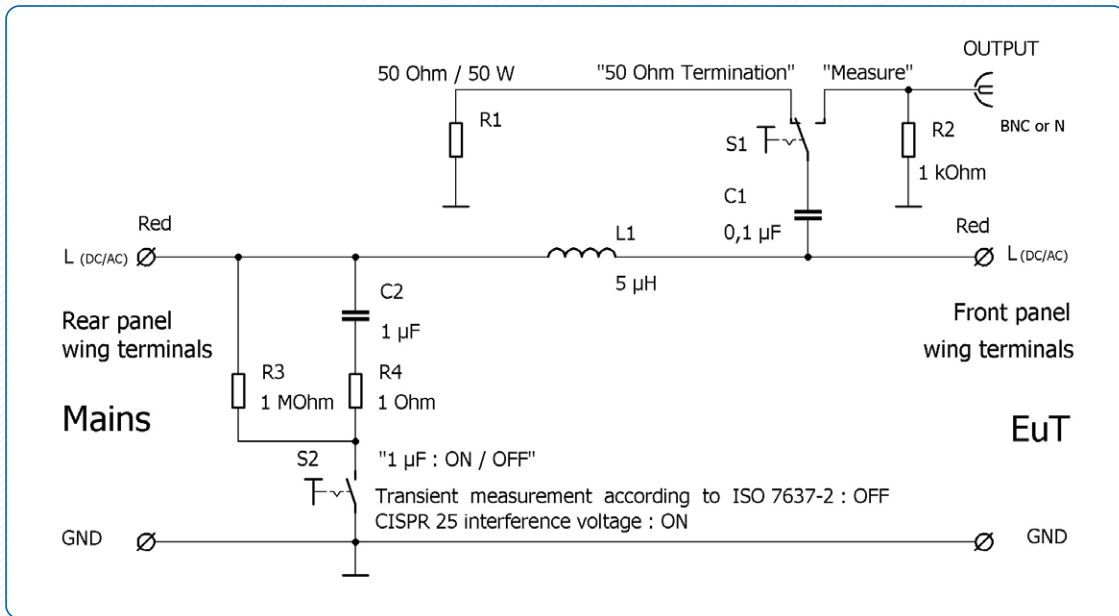 OUTPUT
50 Ohm / 50 W
"50 Ohm Termination"
"Measure"
R1
S1
R2
BNC or N
1 kOhm
C1
0,1 µF
Red
L (DC/AC)
L1
5 µH
Red
L (DC/AC)
C2
1 µF
Rear panel
wing terminals
Front panel
wing terminals
R3
1 MOhm
R4
1 Ohm
Mains
EuT
S2
"1 µF : ON / OFF"
Transient measurement according to ISO 7637-2 : OFF
CISPR 25 interference voltage : ON
GND
GND